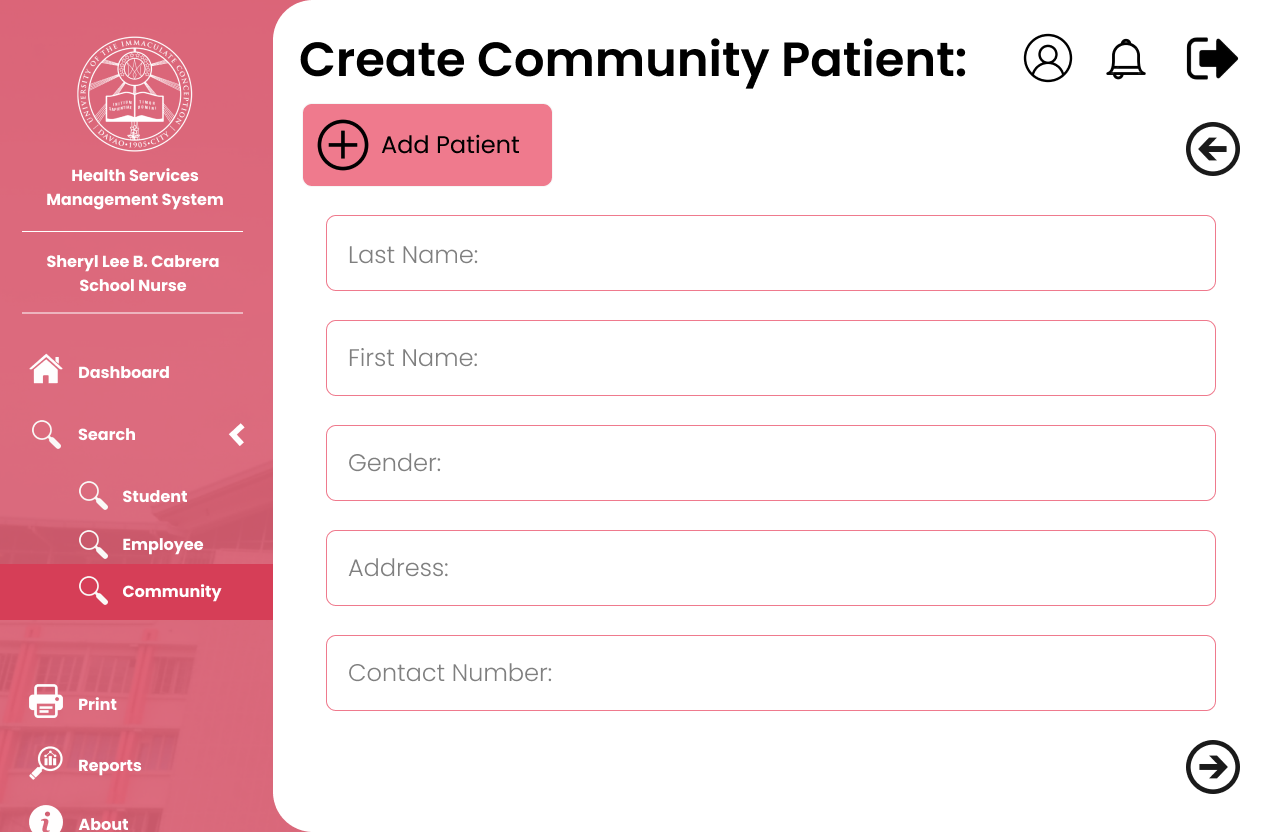 UNIVERSITY OF THE IMMACULATE CONCEPTION
DAVAO • 1905 • CITY
Health Services
Management System
Sheryl Lee B. Cabrera
School Nurse
Dashboard
Search
Student
Employee
Community
Print
Reports
About
Create Community Patient:
Add Patient
Last Name:
First Name:
Gender:
Address:
Contact Number: